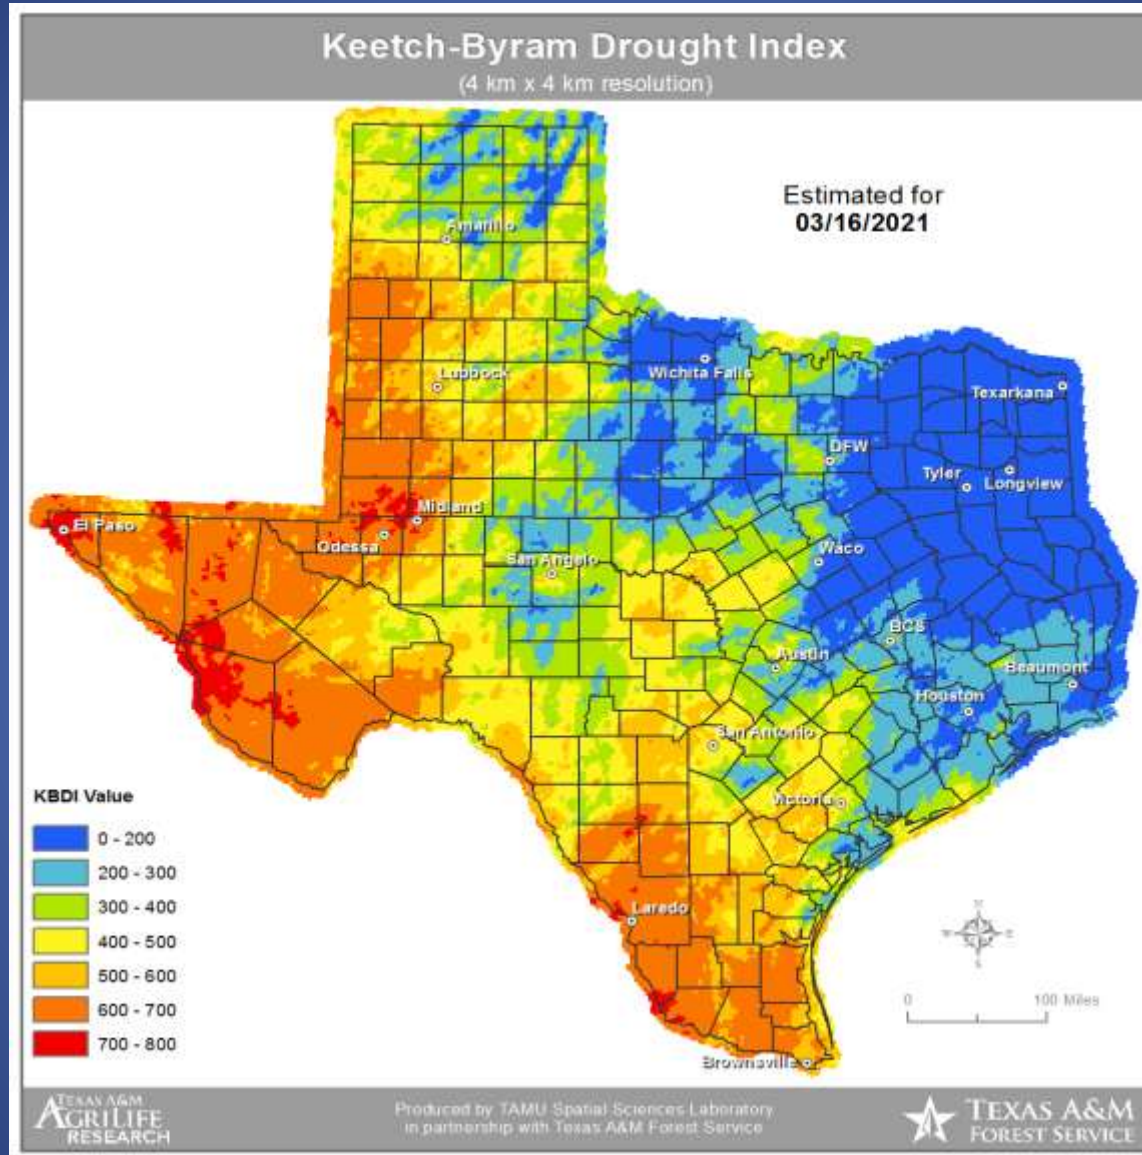 Keetch-Byram Drought Index
(4 km x 4 km resolution)
Estimated for
03/16/2021
Amarillo
Lubbock
Wichita Falls
Texarkana
DFW
Tyler
Longview
El Paso
Midland
Odessa
San Angelo
Waco
BCS
Austin
Beaumont
Houston
San Antonio
Victoria
Laredo
Brownsville
KBDI Value
0 - 200
200 - 300
300 - 400
400 - 500
500 - 600
600 - 700
700 - 800
N
W E
S
0 100 Miles
TEXAS A&M
AGRILIFE
RESEARCH
Produced by TAMU Spatial Sciences Laboratory
in partnership with Texas A&M Forest Service
TEXAS A&M
FOREST SERVICE